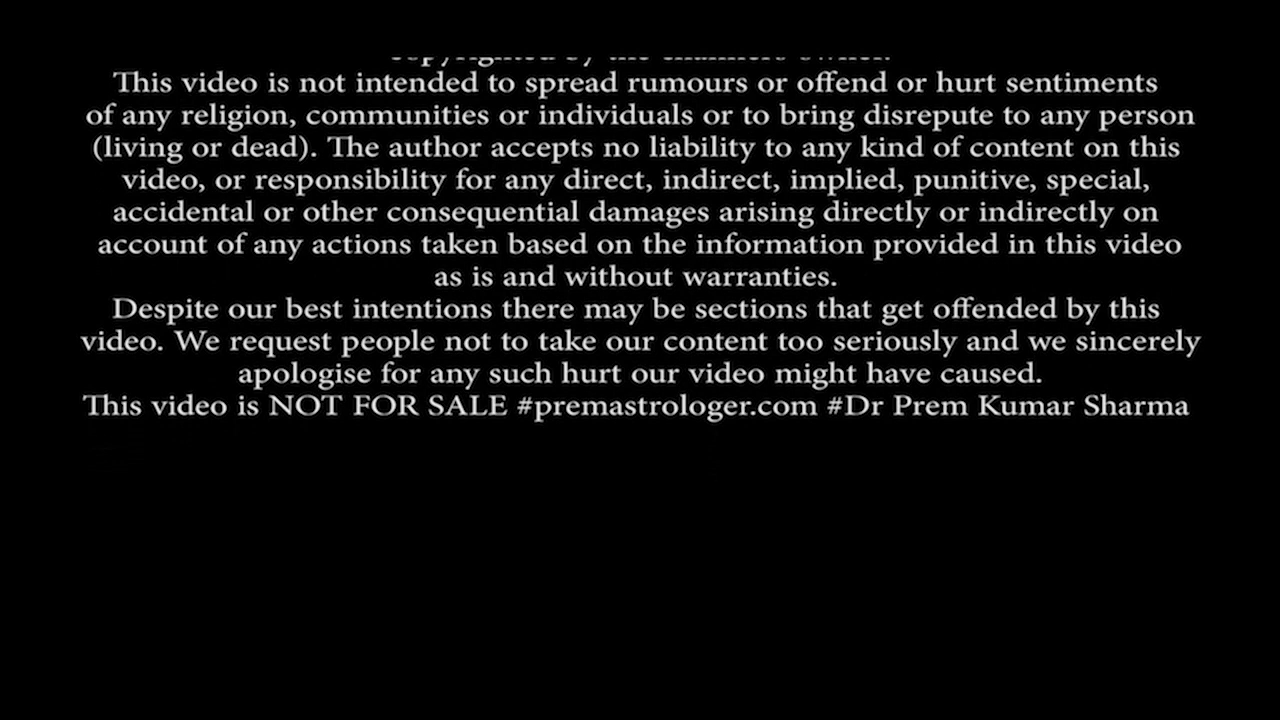 copyrighted by the channels owner.
This video is not intended to spread rumours or offend or hurt sentiments
of any religion, communities or individuals or to bring disrepute to any person
(living or dead). The author accepts no liability to any kind of content on this
video, or responsibility for any direct, indirect, implied, punitive, special,
accidental or other consequential damages arising directly or indirectly on
account of any actions taken based on the information provided in this video
as is and without warranties.
Despite our best intentions there may be sections that get offended by this
video. We request people not to take our content too seriously and we sincerely
apologise for any such hurt our video might have caused.
This video is NOT FOR SALE #premastrologer.com #Dr Prem Kumar Sharma